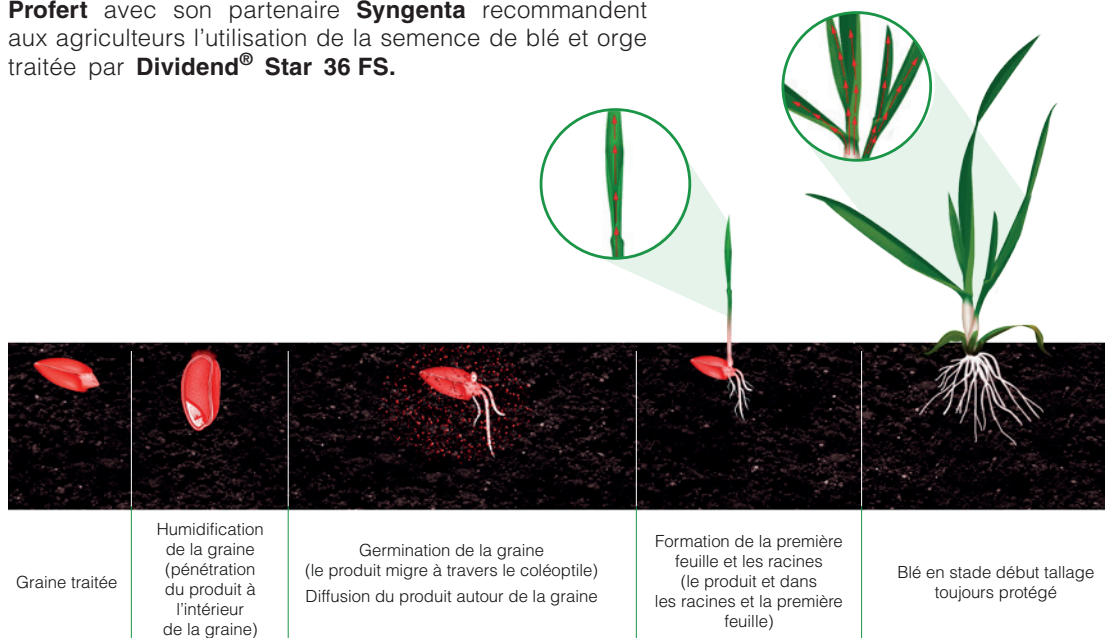 Profert avec son partenaire Syngenta recommandent
aux agriculteurs l'utilisation de la semence de blé et orge
traitée par Dividend® Star 36 FS.
Graine traitée
Humidification
de la graine
(pénétration
du produit à
l'intérieur
de la graine)
Germination de la graine
(le produit migre à travers le coléoptile)
Diffusion du produit autour de la graine
Formation de la première
feuille et les racines
(le produit et dans
les racines et la première
feuille)
Blé en stade début tallage
toujours protégé